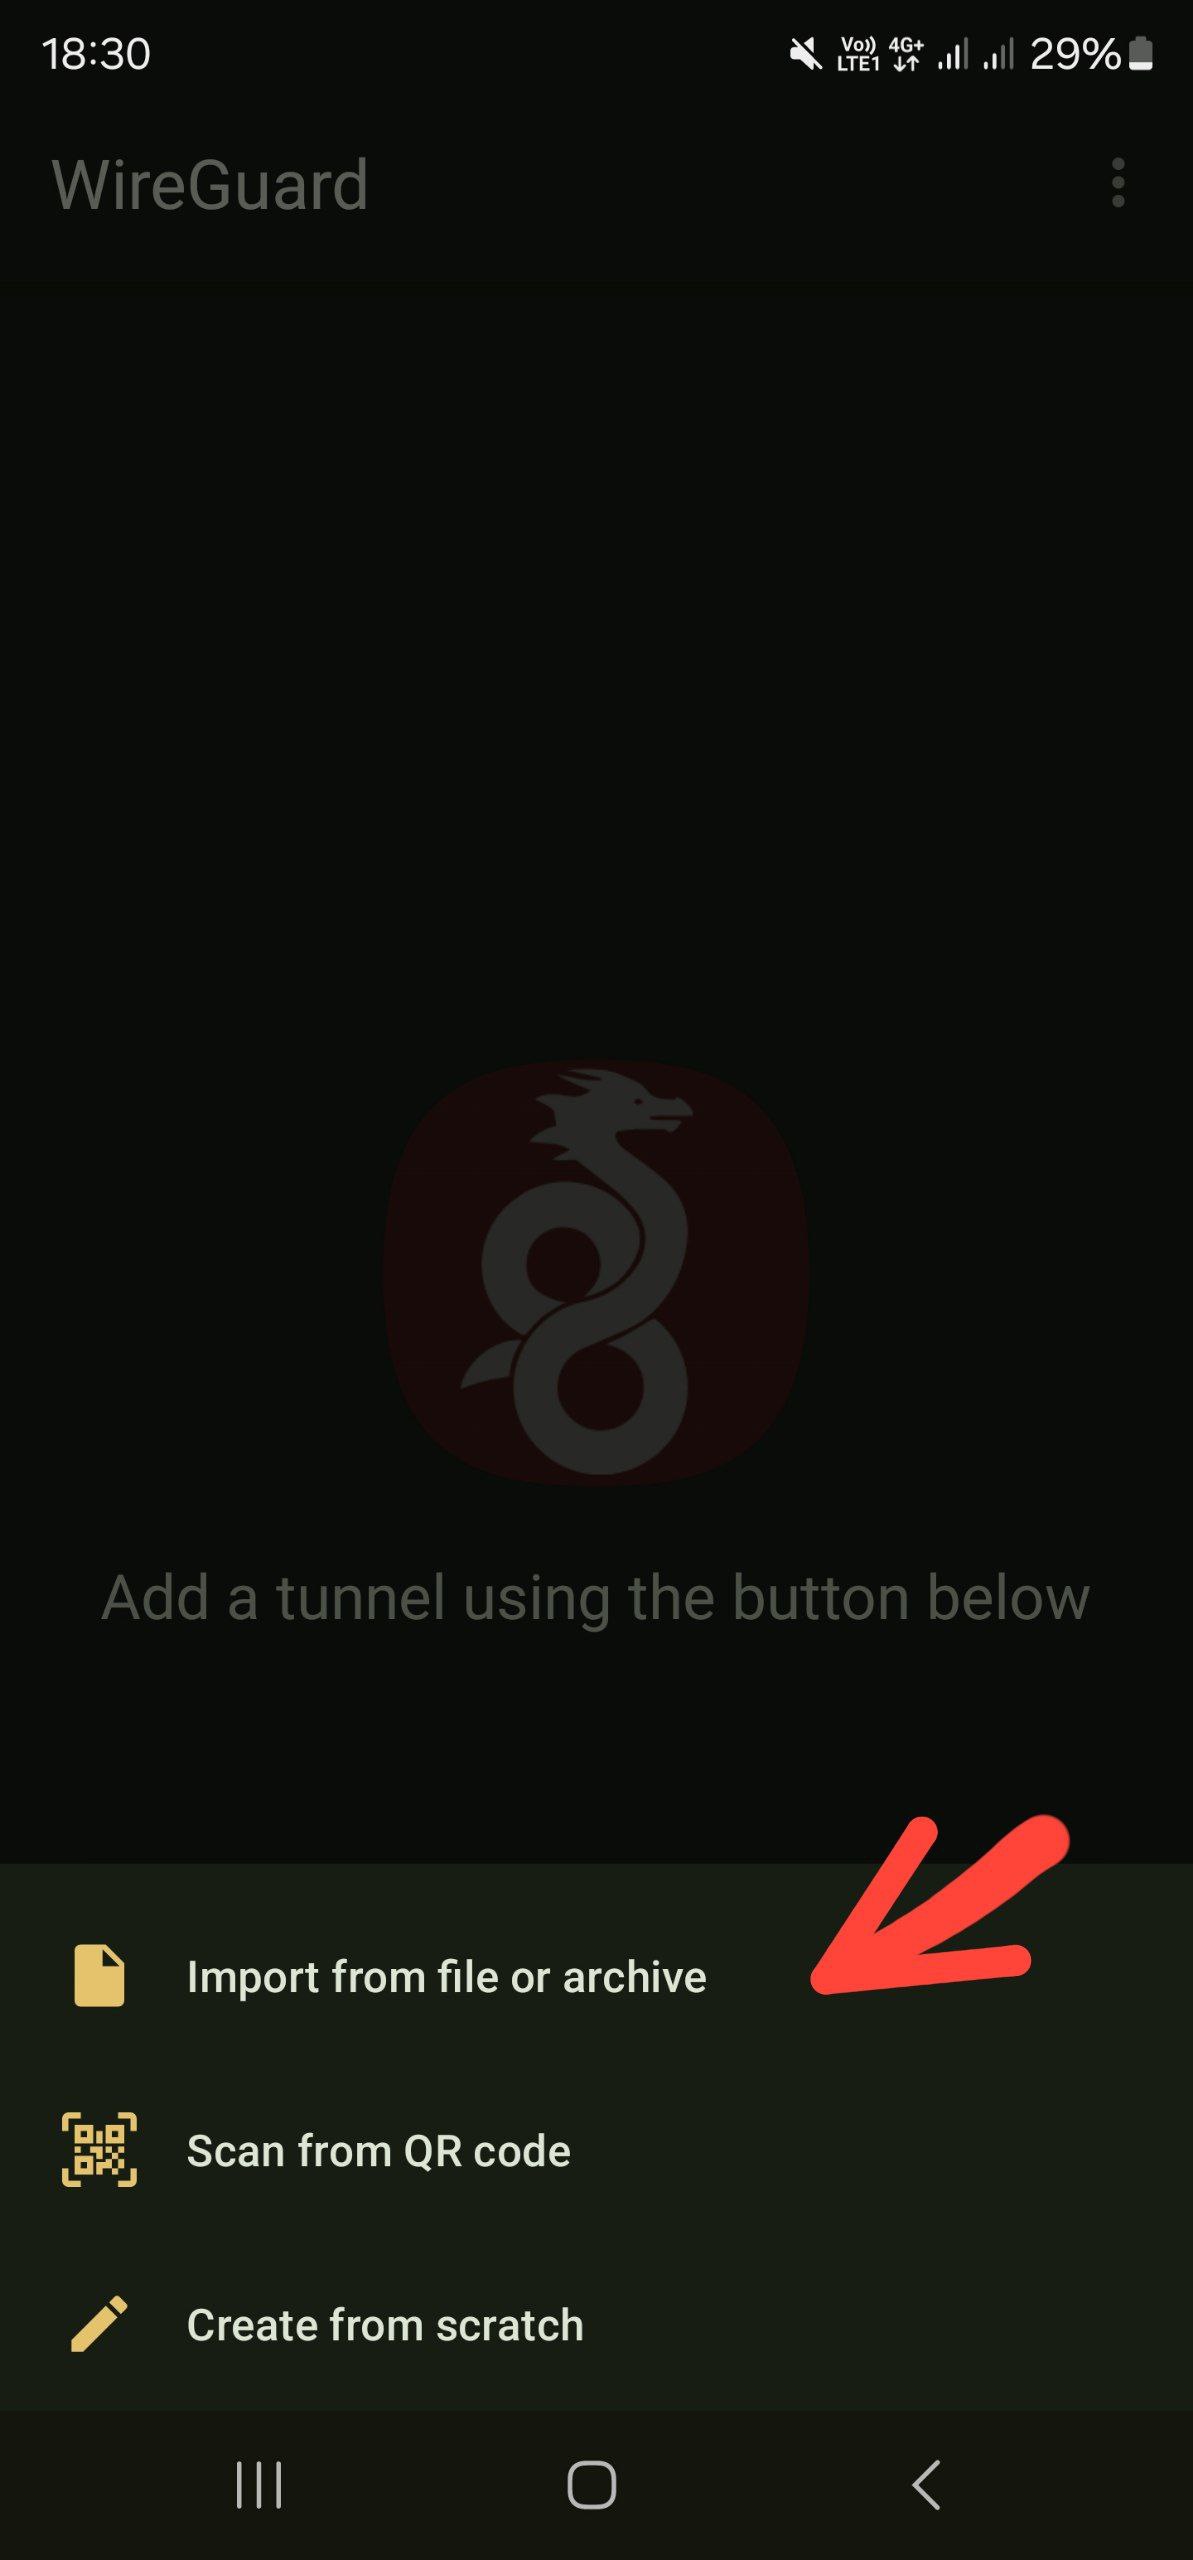 18:30
Vo)) LTE1 4G+ 29%
WireGuard
Add a tunnel using the button below
Import from file or archive
Scan from QR code
Create from scratch